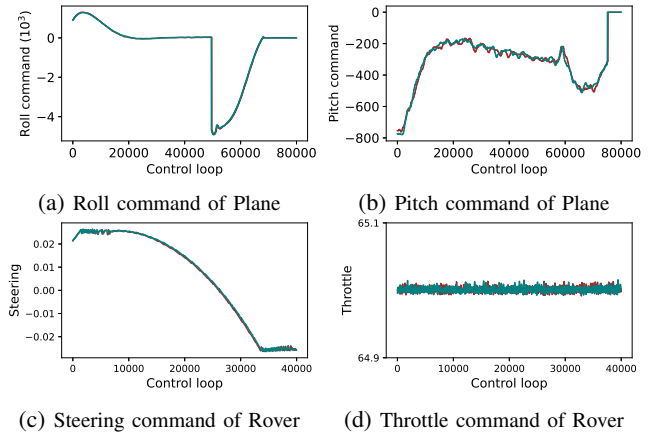 Roll command (10³)
0
−2
−4
0 20000 40000 60000 80000
Control loop
(a) Roll command of Plane
Pitch command
0
−200
−400
−600
−800
0 20000 40000 60000 80000
Control loop
(b) Pitch command of Plane
Steering
0.02
0.01
0.00
−0.01
−0.02
0 10000 20000 30000 40000
Control loop
(c) Steering command of Rover
Throttle
65.1
64.9
0 10000 20000 30000 40000
Control loop
(d) Throttle command of Rover